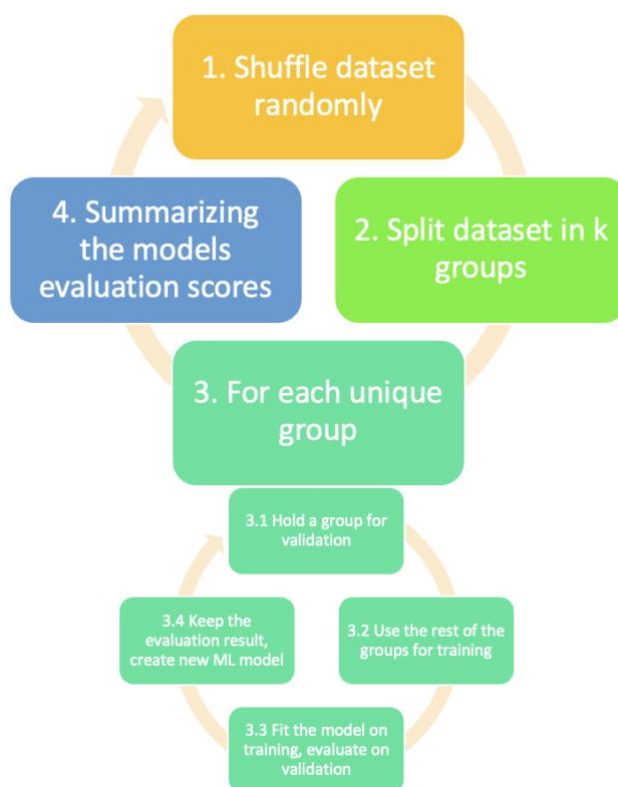 1. Shuffle dataset
randomly
2. Split dataset in k
groups
3. For each unique
group
3.1 Hold a group for
validation
3.2 Use the rest of the
groups for training
3.3 Fit the model on
training, evaluate on
validation
3.4 Keep the
evaluation result,
create new ML model
4. Summarizing
the models
evaluation scores